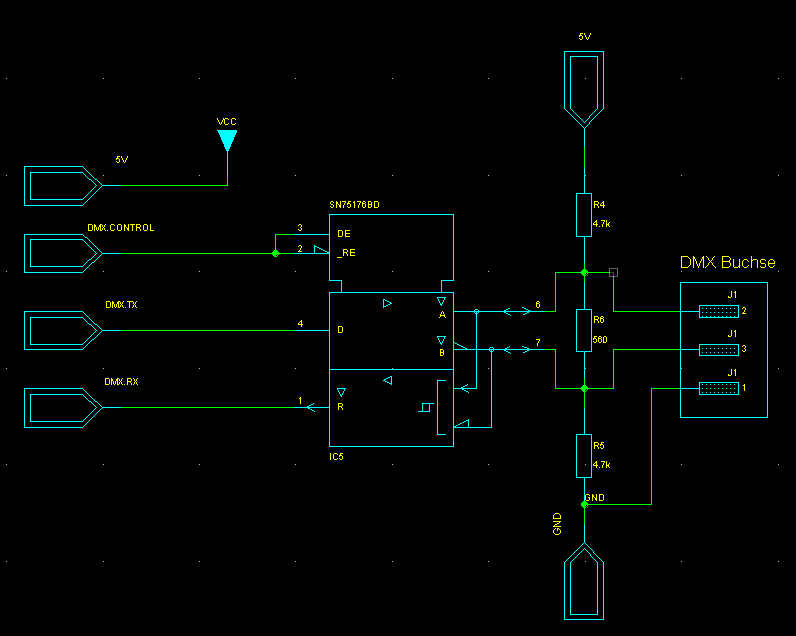 5V
VCC
5V
SN75176BD
R4
4.7k
DMX.CONTROL
3
DE
2
_RE
DMX Buchse
J1
2
DMX.TX
4
D
A
6
R6
560
J1
3
B
7
J1
1
DMX.RX
1
R
IC5
R5
4.7k
GND
GND